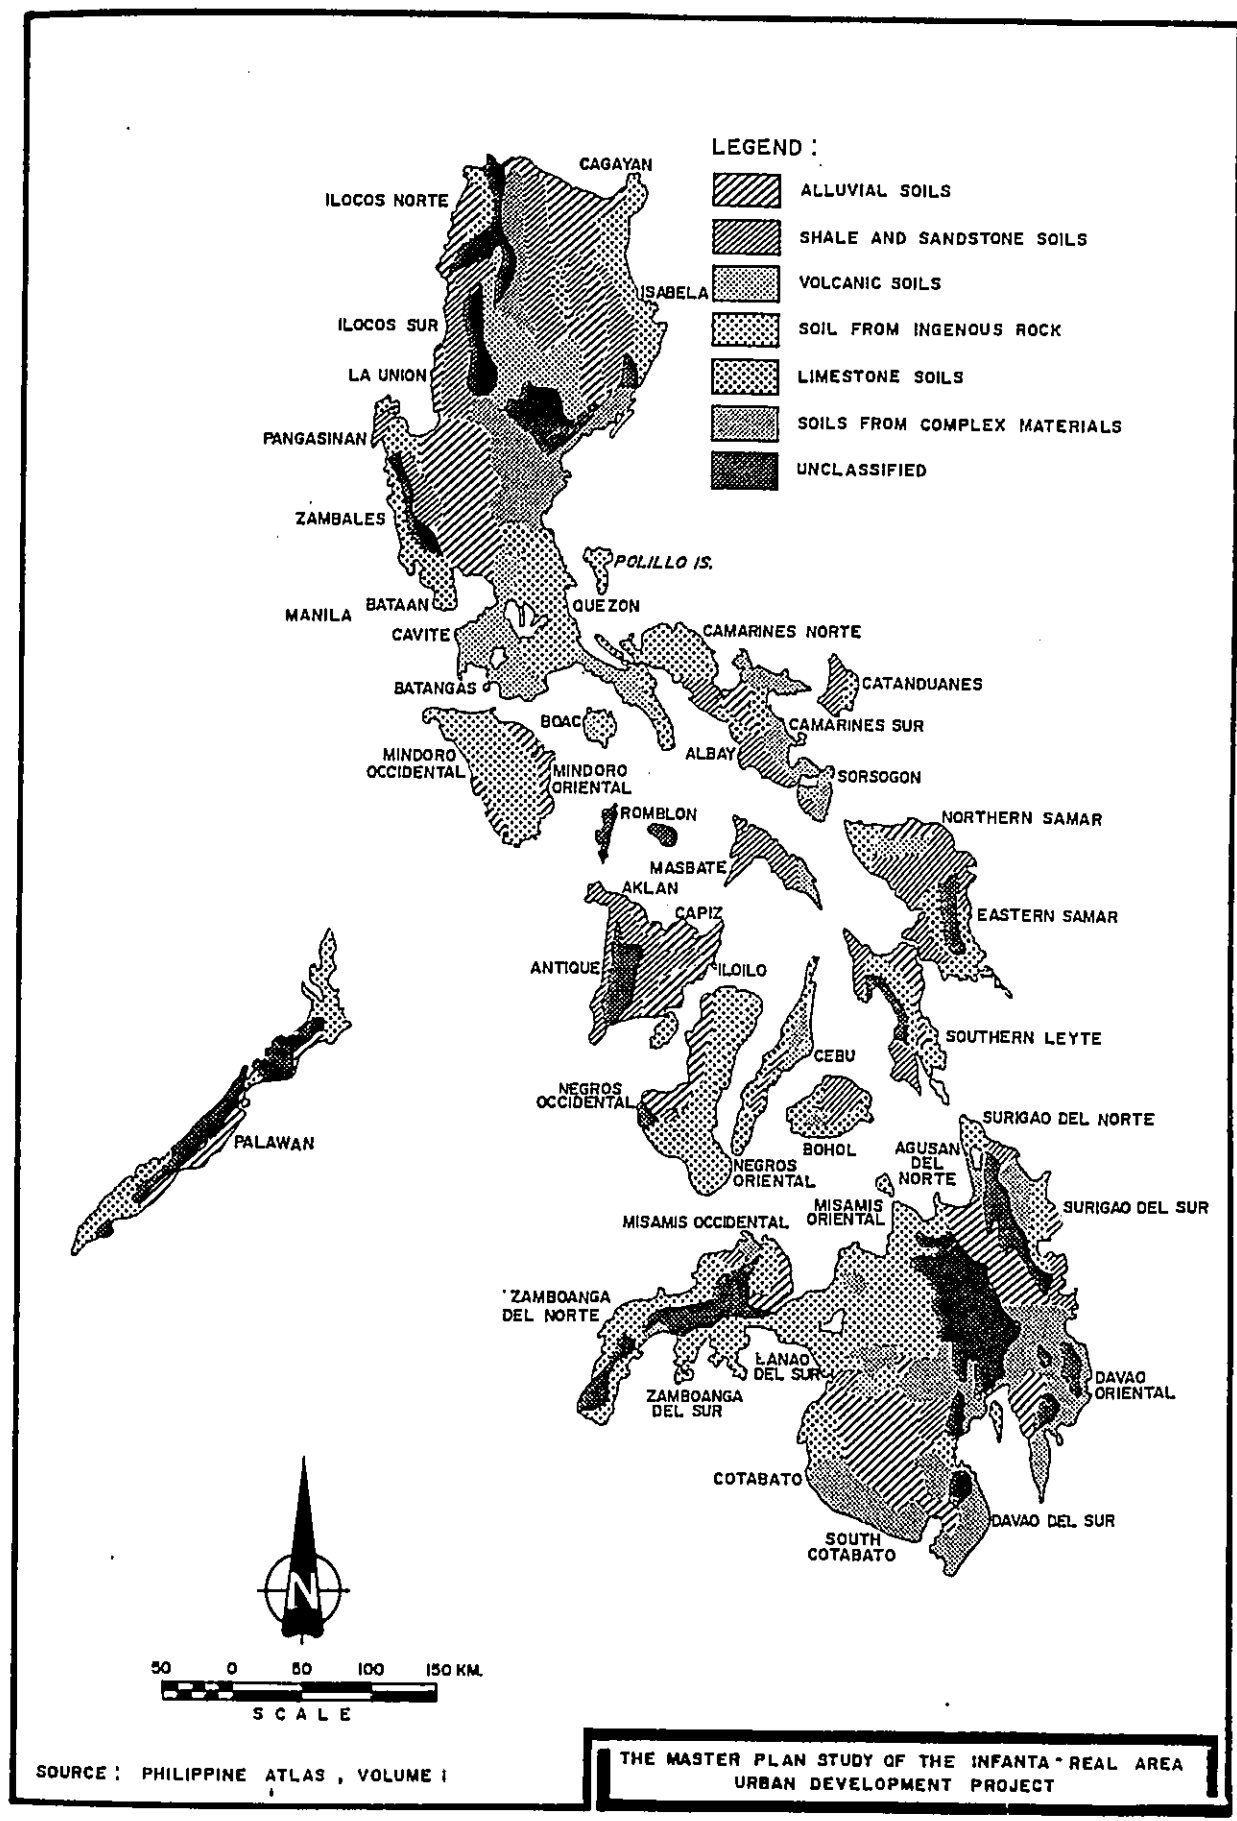 LEGEND :
ALLUVIAL SOILS
SHALE AND SANDSTONE SOILS
VOLCANIC SOILS
SOIL FROM INGENOUS ROCK
LIMESTONE SOILS
SOILS FROM COMPLEX MATERIALS
UNCLASSIFIED
CAGAYAN
ILOCOS NORTE
ISABELA
ILOCOS SUR
LA UNION
PANGASINAN
ZAMBALES
POLILLO IS.
BATAAN
QUEZON
MANILA
CAVITE
CAMARINES NORTE
BATANGAS
CATANDUANES
BOAC
CAMARINES SUR
MINDORO
OCCIDENTAL
ALBAY
MINDORO
ORIENTAL
SORSOGON
ROMBLON
NORTHERN SAMAR
MASBATE
AKLAN
CAPIZ
EASTERN SAMAR
ANTIQUE
ILOILO
SOUTHERN LEYTE
CEBU
NEGROS
OCCIDENTAL
PALAWAN
BOHOL
SURIGAO DEL NORTE
AGUSAN
DEL
NORTE
NEGROS
ORIENTAL
MISAMIS
ORIENTAL
SURIGAO DEL SUR
MISAMIS OCCIDENTAL
ZAMBOANGA
DEL NORTE
LANAO
DEL SUR
ZAMBOANGA
DEL SUR
DAVAO
ORIENTAL
COTABATO
DAVAO DEL SUR
SOUTH
COTABATO
N
50 0 50 100 150 KM.
SCALE
SOURCE : PHILIPPINE ATLAS , VOLUME I
THE MASTER PLAN STUDY OF THE INFANTA - REAL AREA
URBAN DEVELOPMENT PROJECT